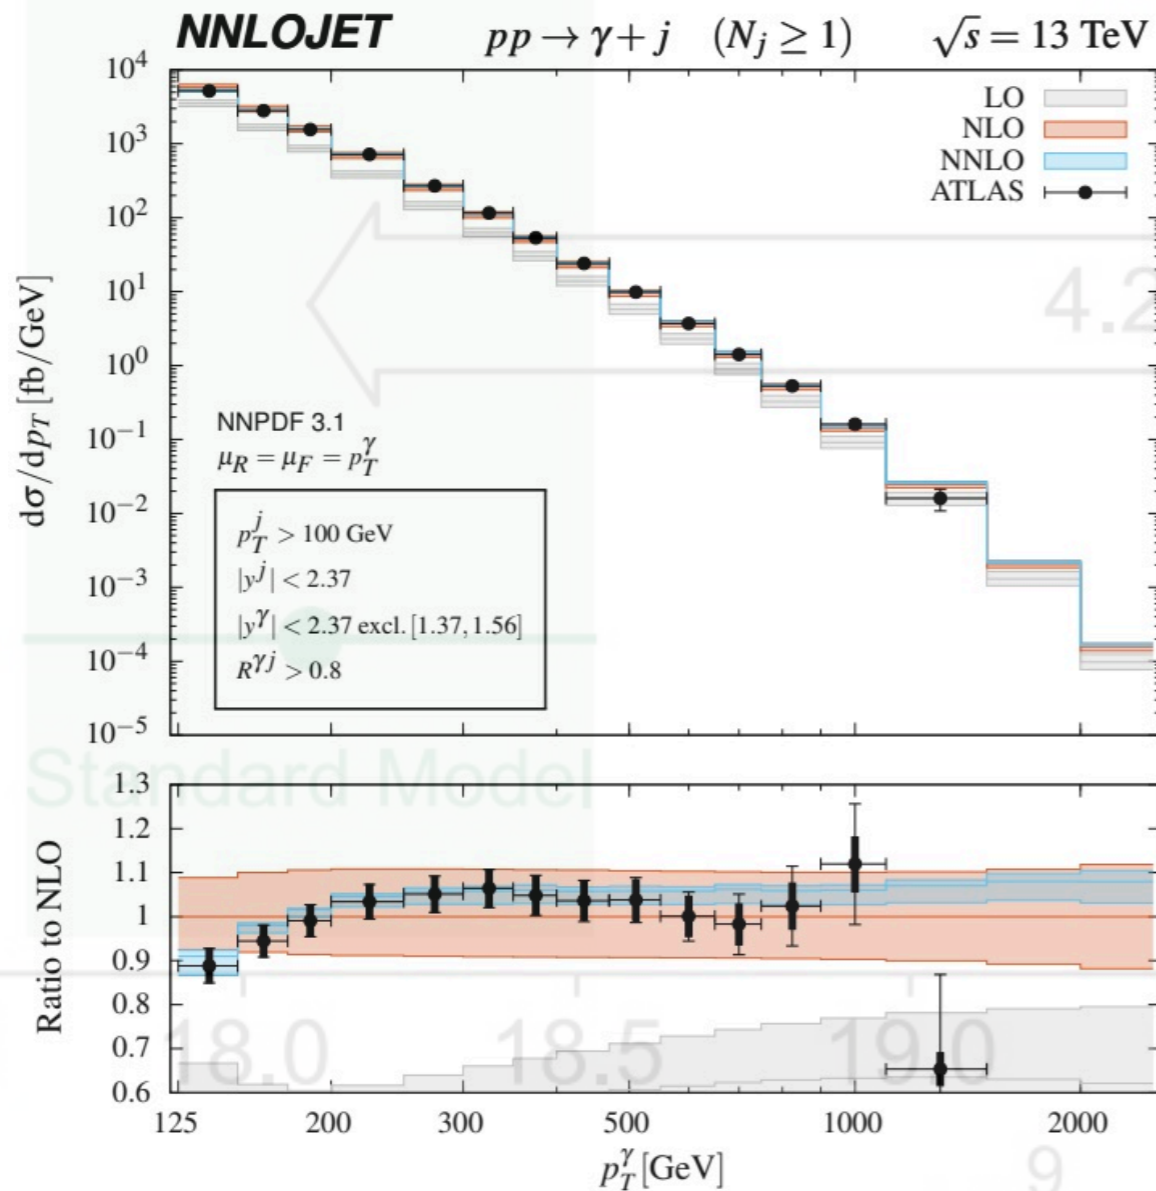 NNLOJET pp → γ + j (N_j ≥ 1) √s = 13 TeV
10^4
10^3
10^2
10^1
10^0
10^−1
10^−2
10^−3
10^−4
10^−5
dσ/dp_T [fb/GeV]
LO
NLO
NNLO
ATLAS
4.2
NNPDF 3.1
μ_R = μ_F = p_T^γ
p_T^j > 100 GeV
|y^j| < 2.37
|y^γ| < 2.37 excl. [1.37, 1.56]
R^γj > 0.8
Standard Model
1.3
1.2
1.1
1
0.9
0.8
0.7
0.6
Ratio to NLO
18.0 18.5 19.0
125 200 300 500 1000 2000
p_T^γ [GeV]
9